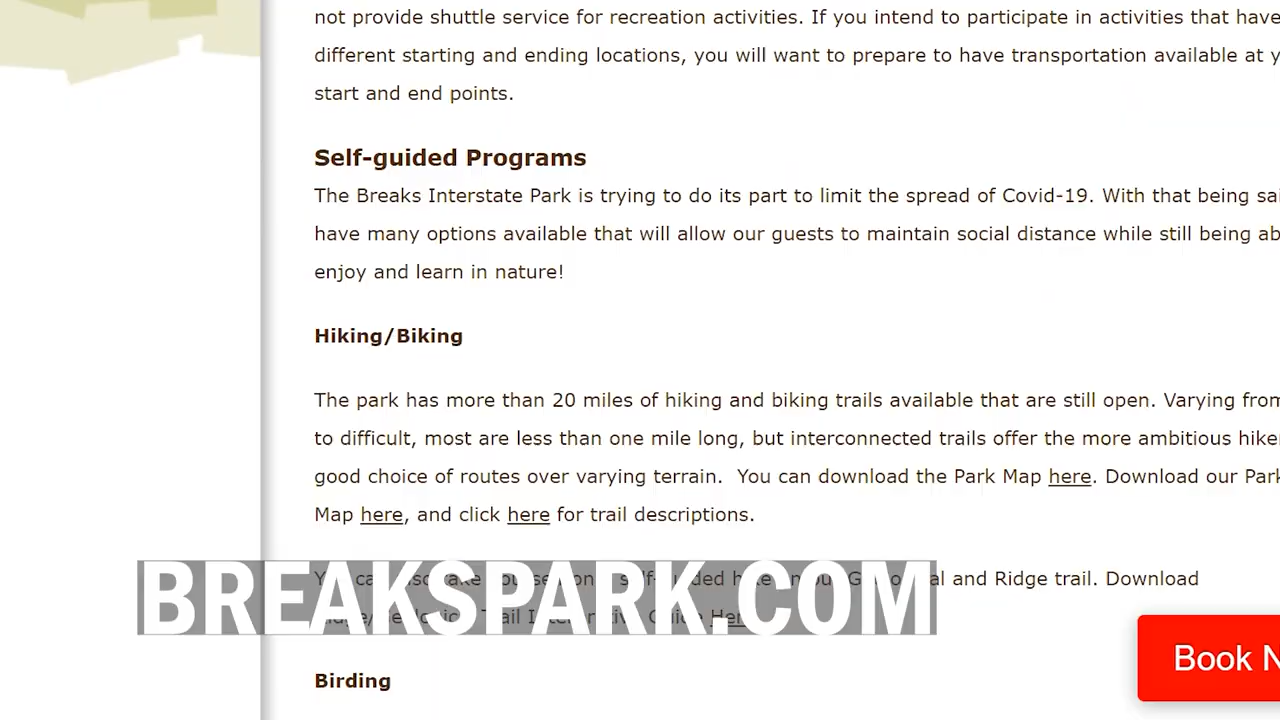 not provide shuttle service for recreation activities. If you intend to participate in activities that have
different starting and ending locations, you will want to prepare to have transportation available at y
start and end points.
Self-guided Programs
The Breaks Interstate Park is trying to do its part to limit the spread of Covid-19. With that being sai
have many options available that will allow our guests to maintain social distance while still being ab
enjoy and learn in nature!
Hiking/Biking
The park has more than 20 miles of hiking and biking trails available that are still open. Varying from
to difficult, most are less than one mile long, but interconnected trails offer the more ambitious hike
good choice of routes over varying terrain.  You can download the Park Map here. Download our Park
Map here, and click here for trail descriptions.
and Ridge trail. Download
BREAKSPARK.COM
Book N
Birding